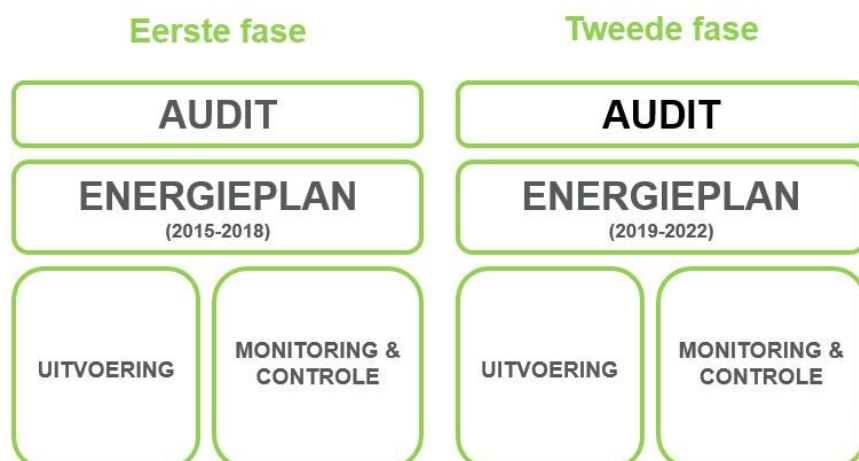 Eerste fase
AUDIT
ENERGIEPLAN
(2015-2018)
UITVOERING
MONITORING &
CONTROLE
Tweede fase
AUDIT
ENERGIEPLAN
(2019-2022)
UITVOERING
MONITORING &
CONTROLE